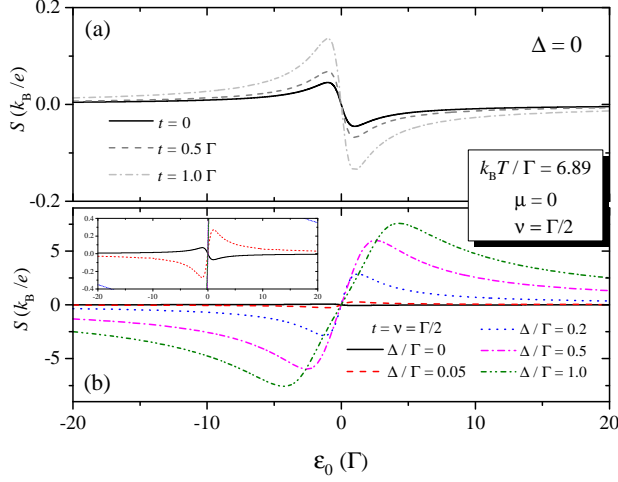 0.2
(a)
Δ = 0
S (k_B/e)
0.0
t = 0
t = 0.5 Γ
t = 1.0 Γ
-0.2
k_BT / Γ = 6.89
μ = 0
ν = Γ/2
0.4
0.2
0.0
-0.2
-0.4
-20 -10 0 10 20
S (k_B/e)
5
0
-5
t = ν = Γ/2
Δ / Γ = 0
Δ / Γ = 0.05
Δ / Γ = 0.2
Δ / Γ = 0.5
Δ / Γ = 1.0
(b)
-20 -10 0 10 20
ε₀ (Γ)